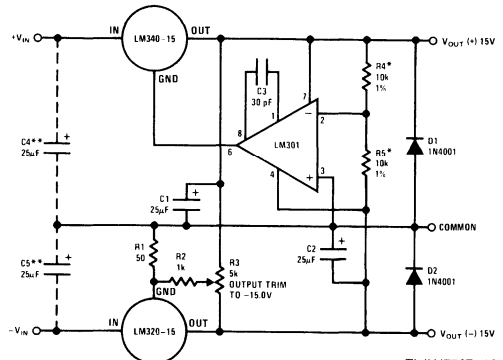 +VIN
IN
LM340-15
OUT
GND
VOUT (+) 15V
C3
30 pF
R4*
10k
1%
8
1
7
2
6
LM301
4
3
−
+
D1
1N4001
C4**
25µF
+
R5*
10k
1%
C1
25µF
+
COMMON
C5**
25µF
+
R1
50
R2
1k
R3
5k
OUTPUT TRIM
TO -15.0V
C2
25µF
+
D2
1N4001
GND
−VIN
IN
LM320-15
OUT
VOUT (−) 15V